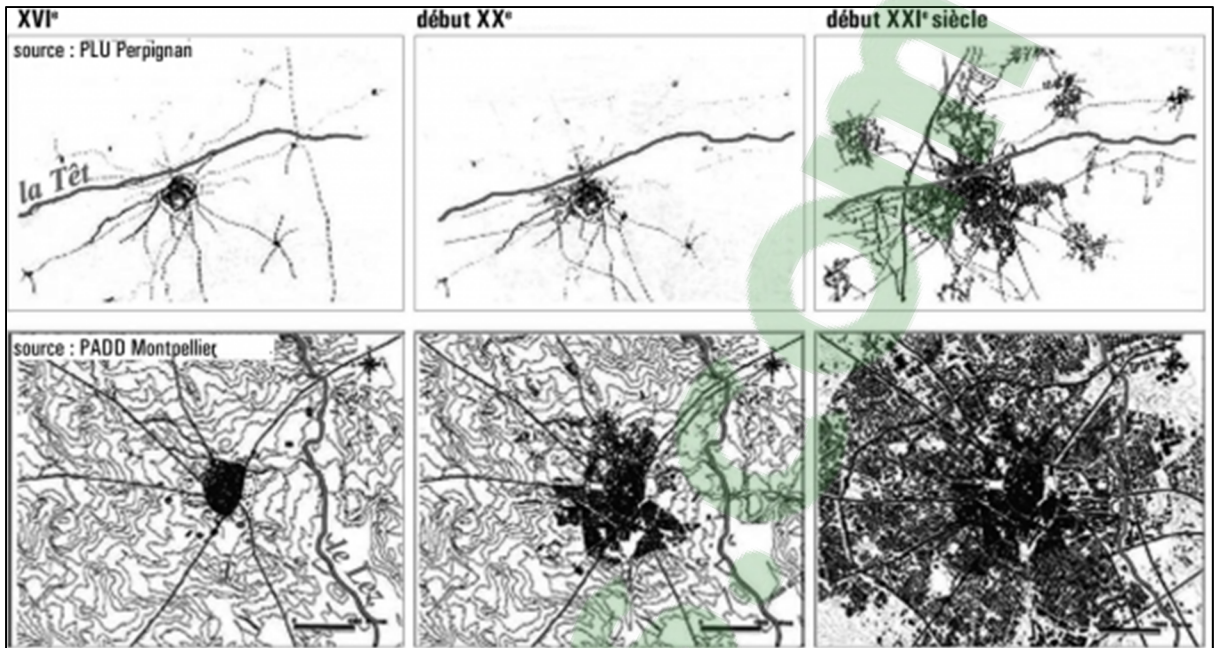 XVIᵉ
début XXᵉ
début XXIᵉ siècle
source : PLU Perpignan
la Têt
source : PADD Montpellier
le Lez